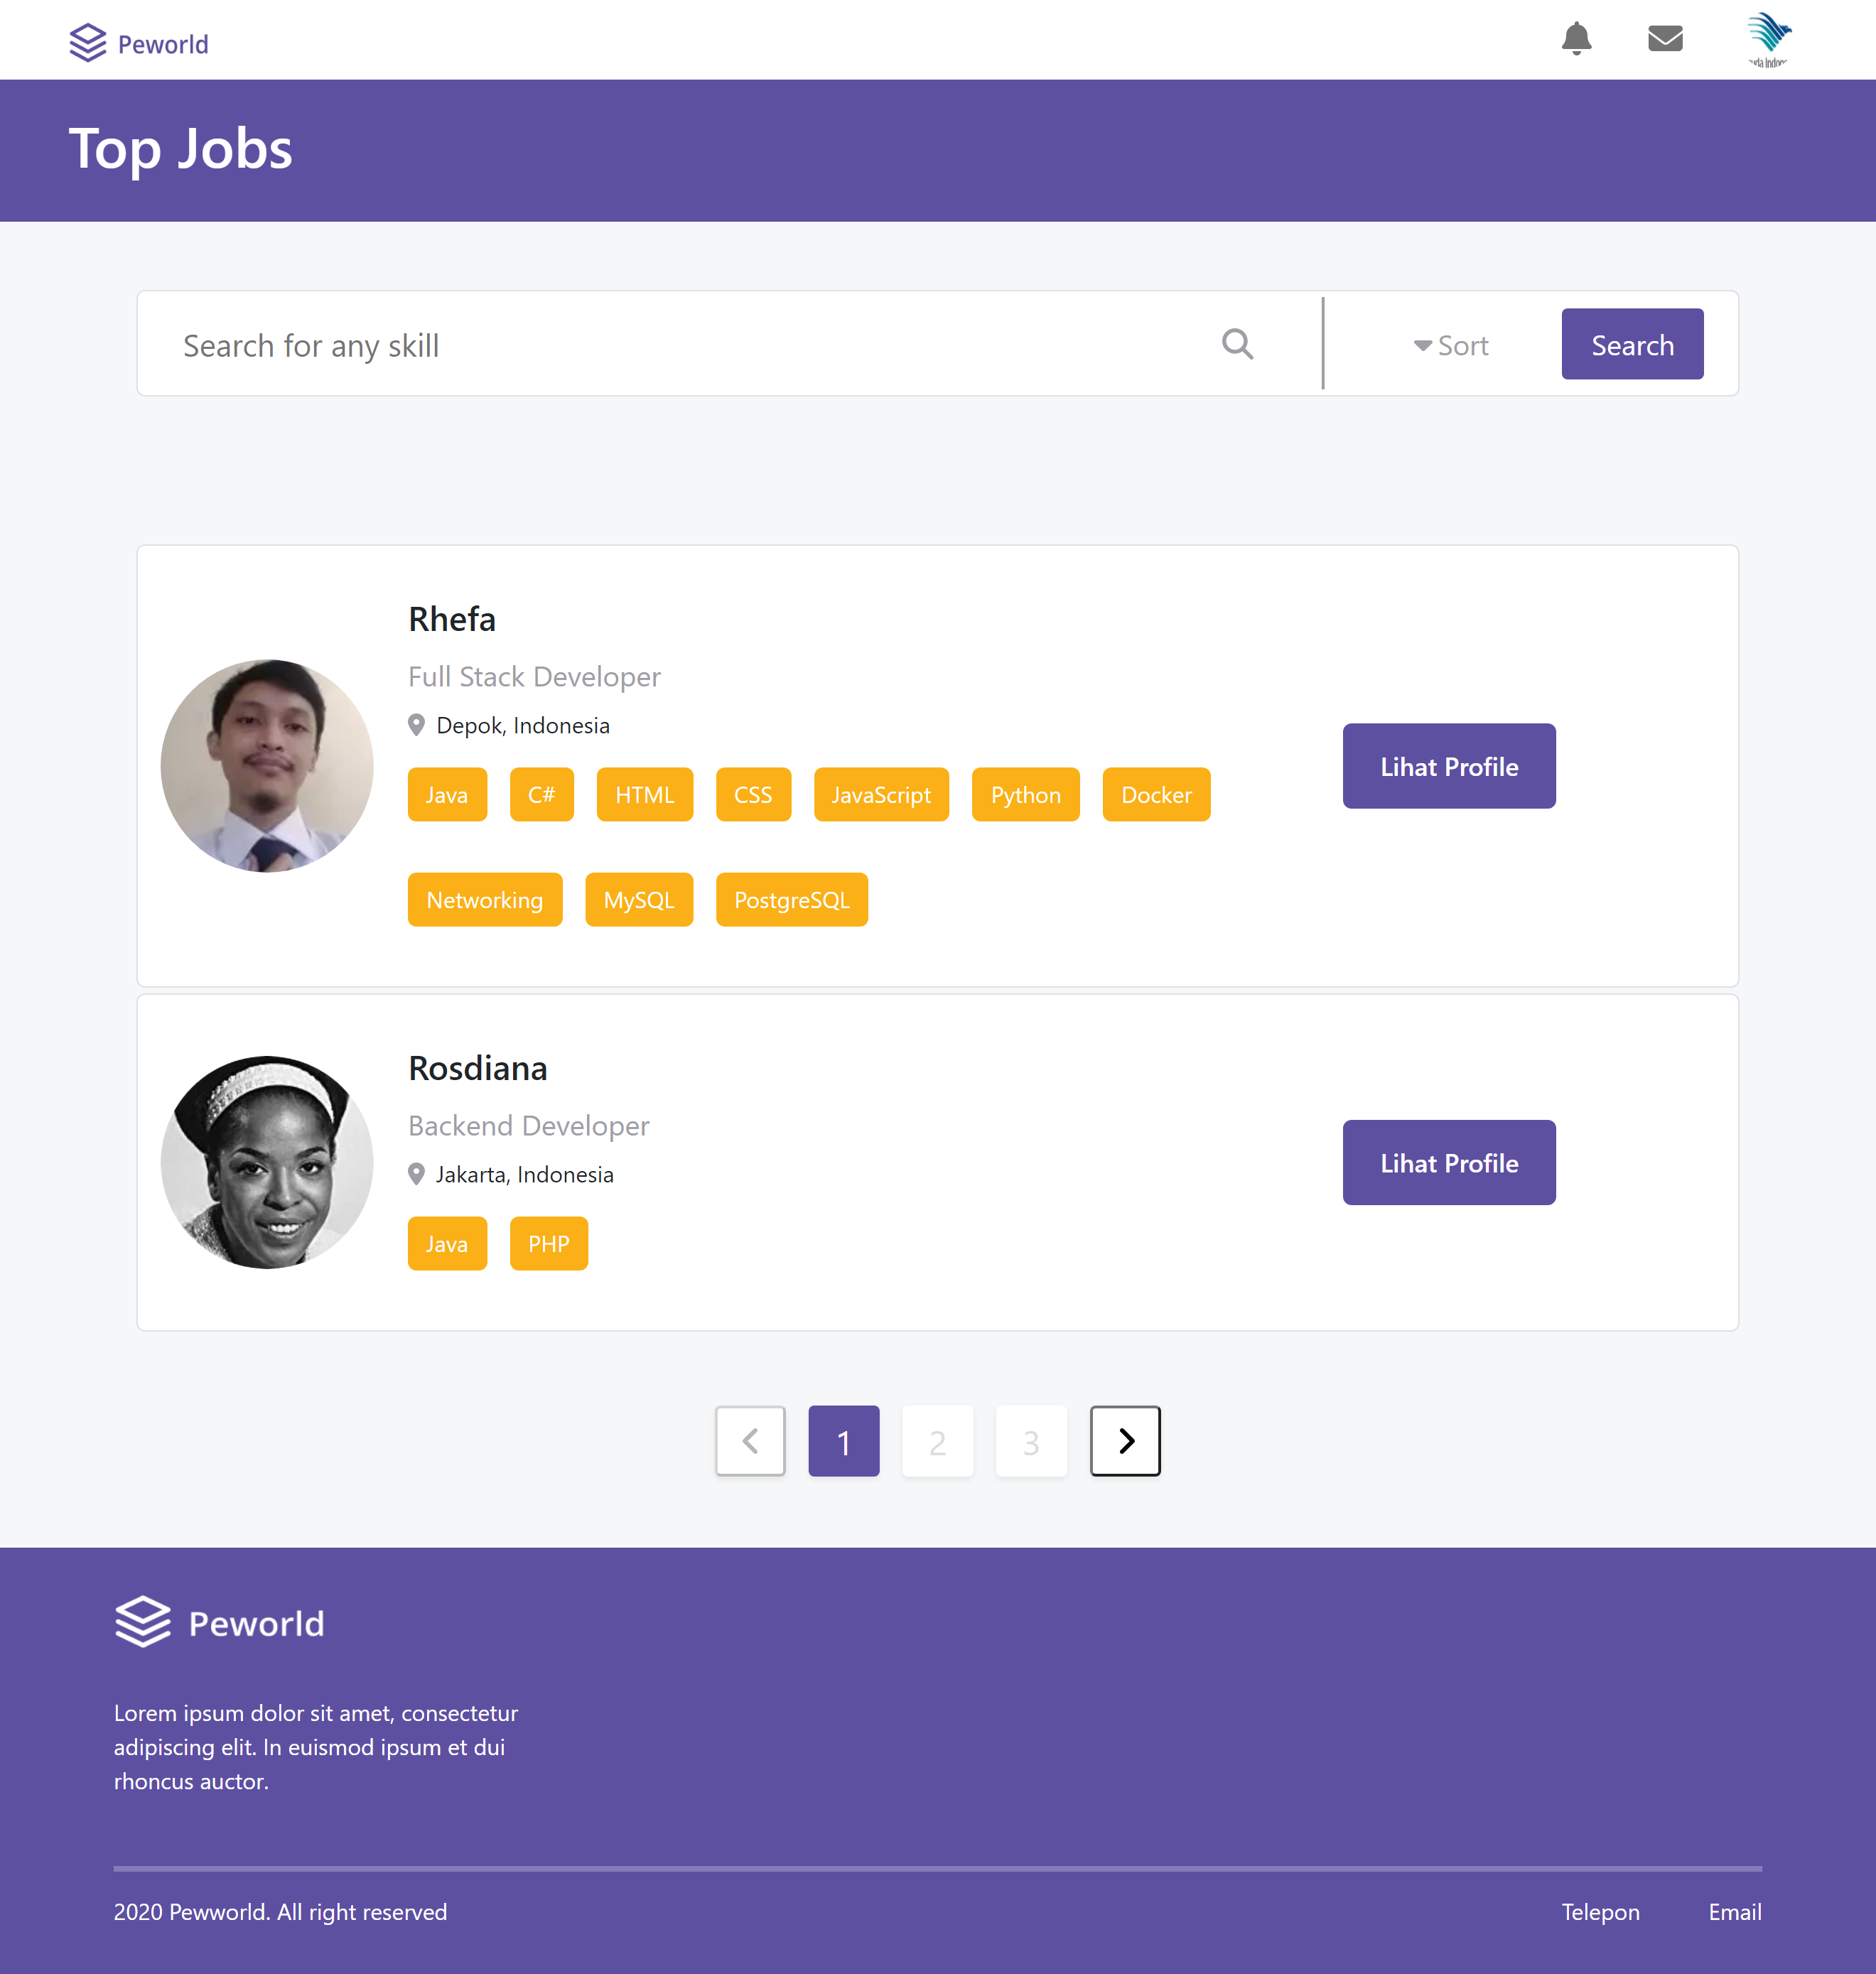 Peworld
Top Jobs
Search for any skill
Sort
Search
Rhefa
Full Stack Developer
Depok, Indonesia
Java C# HTML CSS JavaScript Python Docker
Lihat Profile
Networking MySQL PostgreSQL
Rosdiana
Backend Developer
Jakarta, Indonesia
Lihat Profile
Java PHP
1 2 3
Peworld
Lorem ipsum dolor sit amet, consectetur
adipiscing elit. In euismod ipsum et dui
rhoncus auctor.
2020 Pewworld. All right reserved
Telepon Email